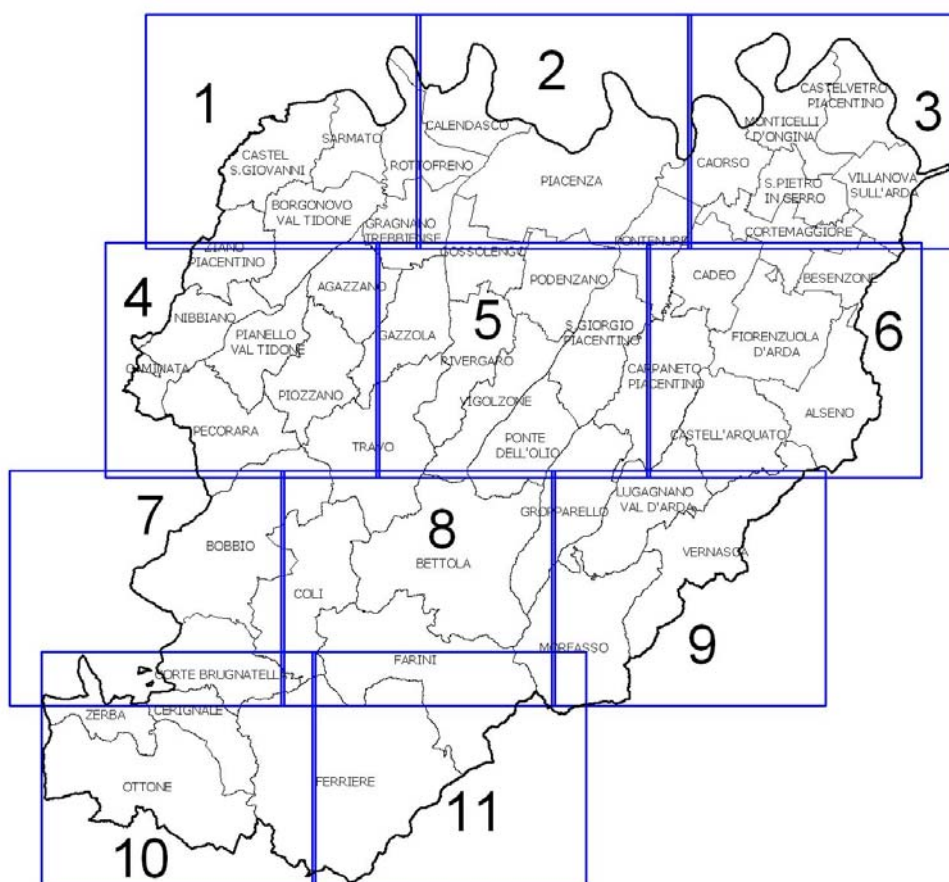 1
2
3
CASTELVETRO
PIACENTINO
CALENDASCO
MONTICELLI
D'ONGINA
SARMATO
CASTEL
S.GIOVANNI
ROTTOFRENO
CAORSO
PIACENZA
S.PIETRO
IN CERRO
VILLANOVA
SULL'ARDA
BORGONOVO
VAL TIDONE
GRAGNANO
TREBBIENSE
CORTEMAGGIORE
PONTENURE
ZIANO
PIACENTINO
GOSSOLENGO
4
5
6
AGAZZANO
PODENZANO
CADEO
BESENZONE
NIBBIANO
PIANELLO
VAL TIDONE
GAZZOLA
S.GIORGIO
PIACENTINO
FIORENZUOLA
D'ARDA
CAMINATA
RIVERGARO
CARPANETO
PIACENTINO
PIOZZANO
VIGOLZONE
ALSENO
PECORARA
TRAVO
PONTE
DELL'OLIO
CASTELL'ARQUATO
7
8
9
GROPPARELLO
LUGAGNANO
VAL D'ARDA
BOBBIO
BETTOLA
VERNASCA
COLI
MORFASSO
FARINI
CORTE BRUGNATELLA
ZERBA
CERIGNALE
OTTONE
FERRIERE
10
11